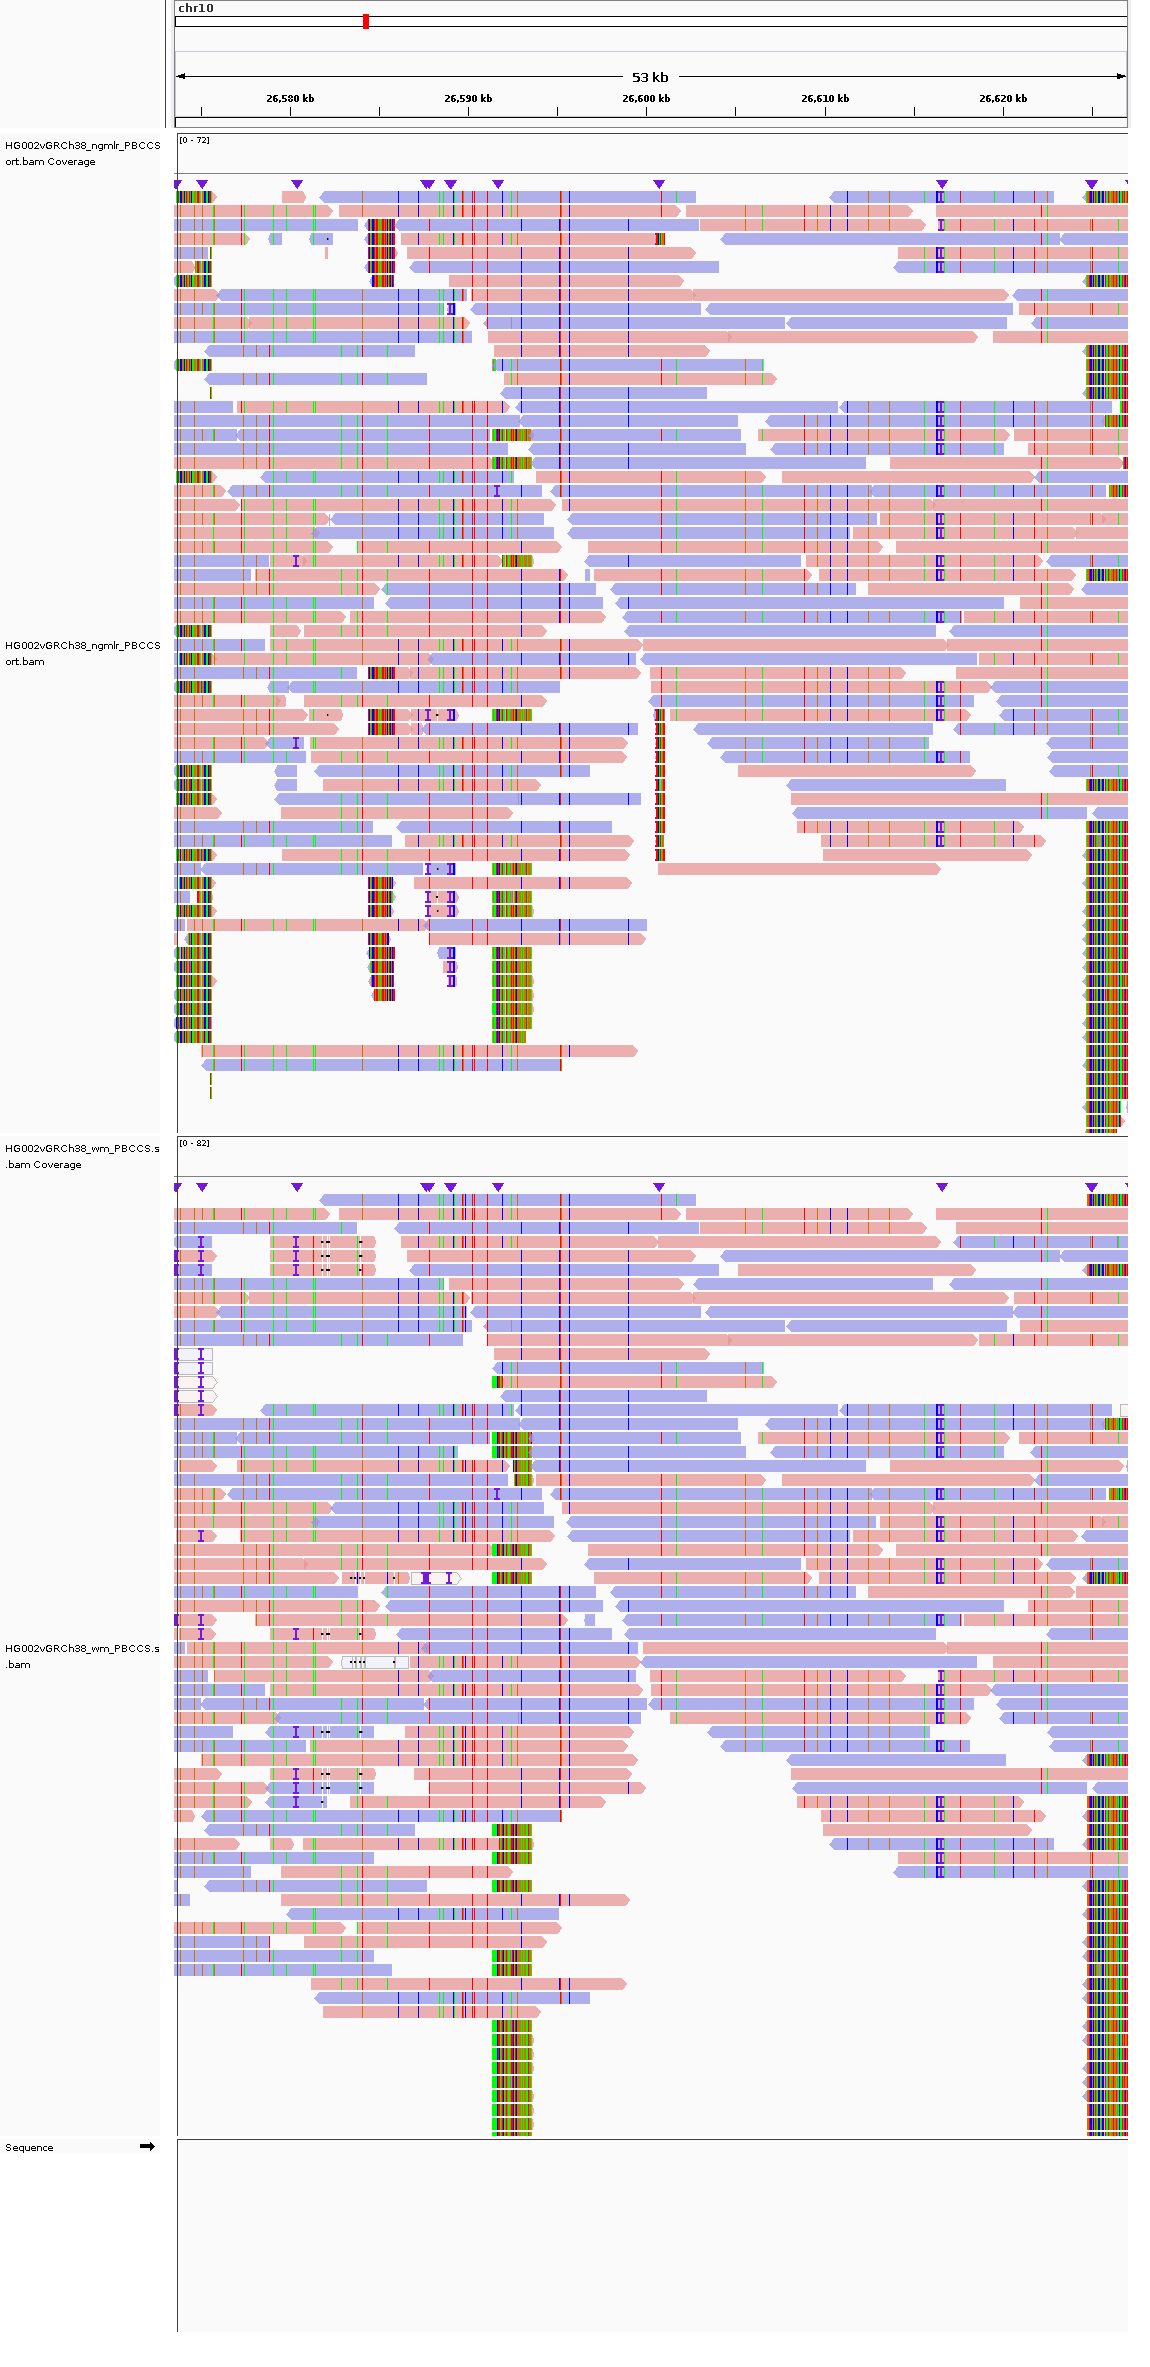 chr10
53 kb
26,580 kb 26,590 kb 26,600 kb 26,610 kb 26,620 kb
HG002vGRCh38_ngmlr_PBCCS
ort.bam Coverage
[0 - 72]
HG002vGRCh38_ngmlr_PBCCS
ort.bam
HG002vGRCh38_wm_PBCCS.s
.bam Coverage
[0 - 82]
HG002vGRCh38_wm_PBCCS.s
.bam
Sequence